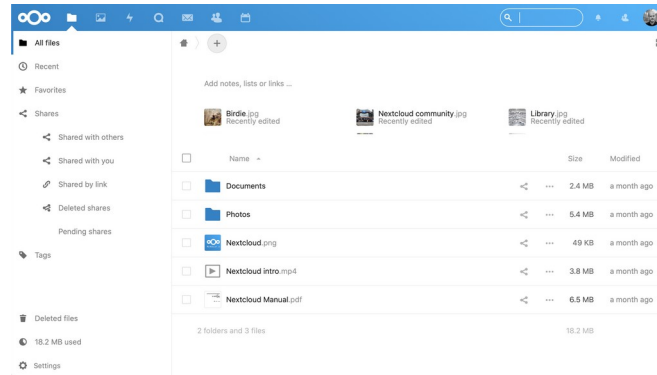 All files
Recent
Favorites
Shares
Shared with others
Shared with you
Shared by link
Deleted shares
Pending shares
Tags
Deleted files
18.2 MB used
Settings
Add notes, lists or links ...
Birdie.jpg
Recently edited
Nextcloud community.jpg
Recently edited
Library.jpg
Recently edited
Name Size Modified
Documents 2.4 MB a month ago
Photos 5.4 MB a month ago
Nextcloud.png 49 KB a month ago
Nextcloud intro.mp4 3.8 MB a month ago
Nextcloud Manual.pdf 6.5 MB a month ago
2 folders and 3 files 18.2 MB